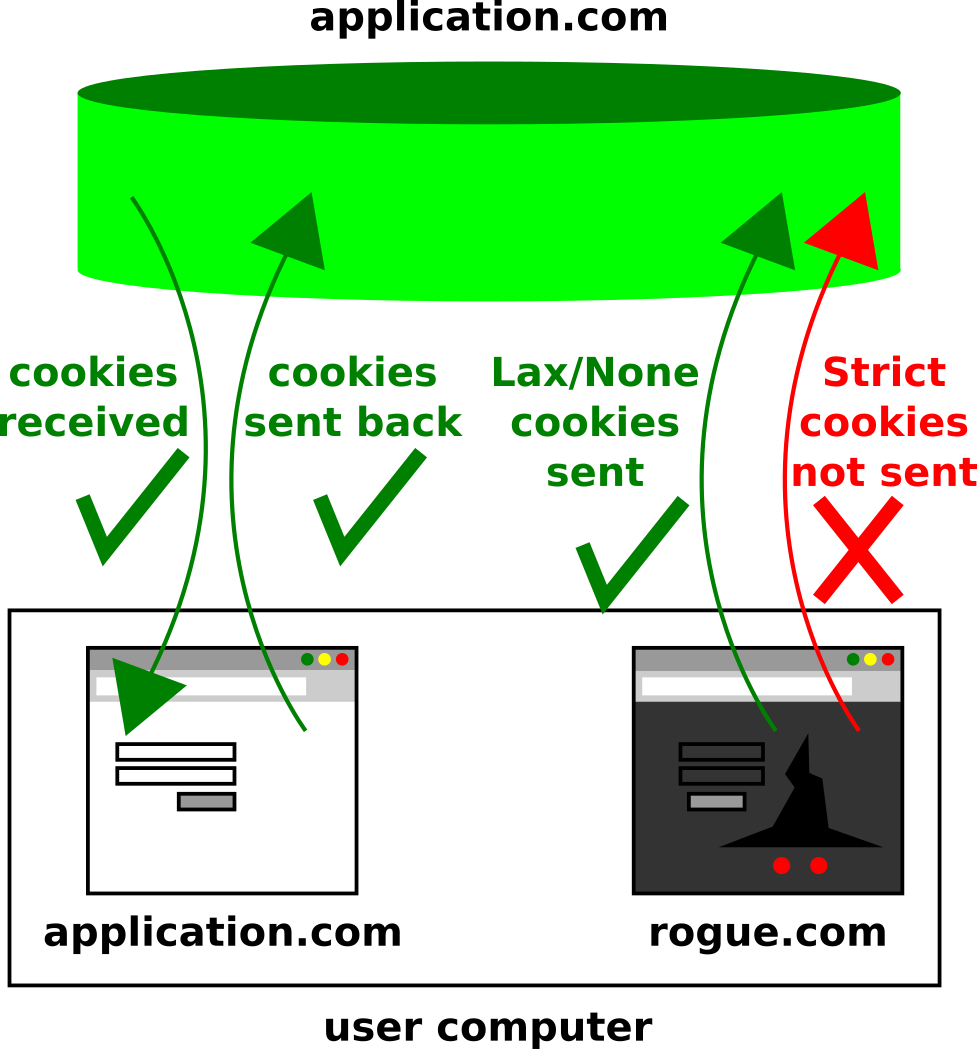 application.com
cookies
received
cookies
sent back
Lax/None
cookies
sent
Strict
cookies
not sent
application.com
rogue.com
user computer